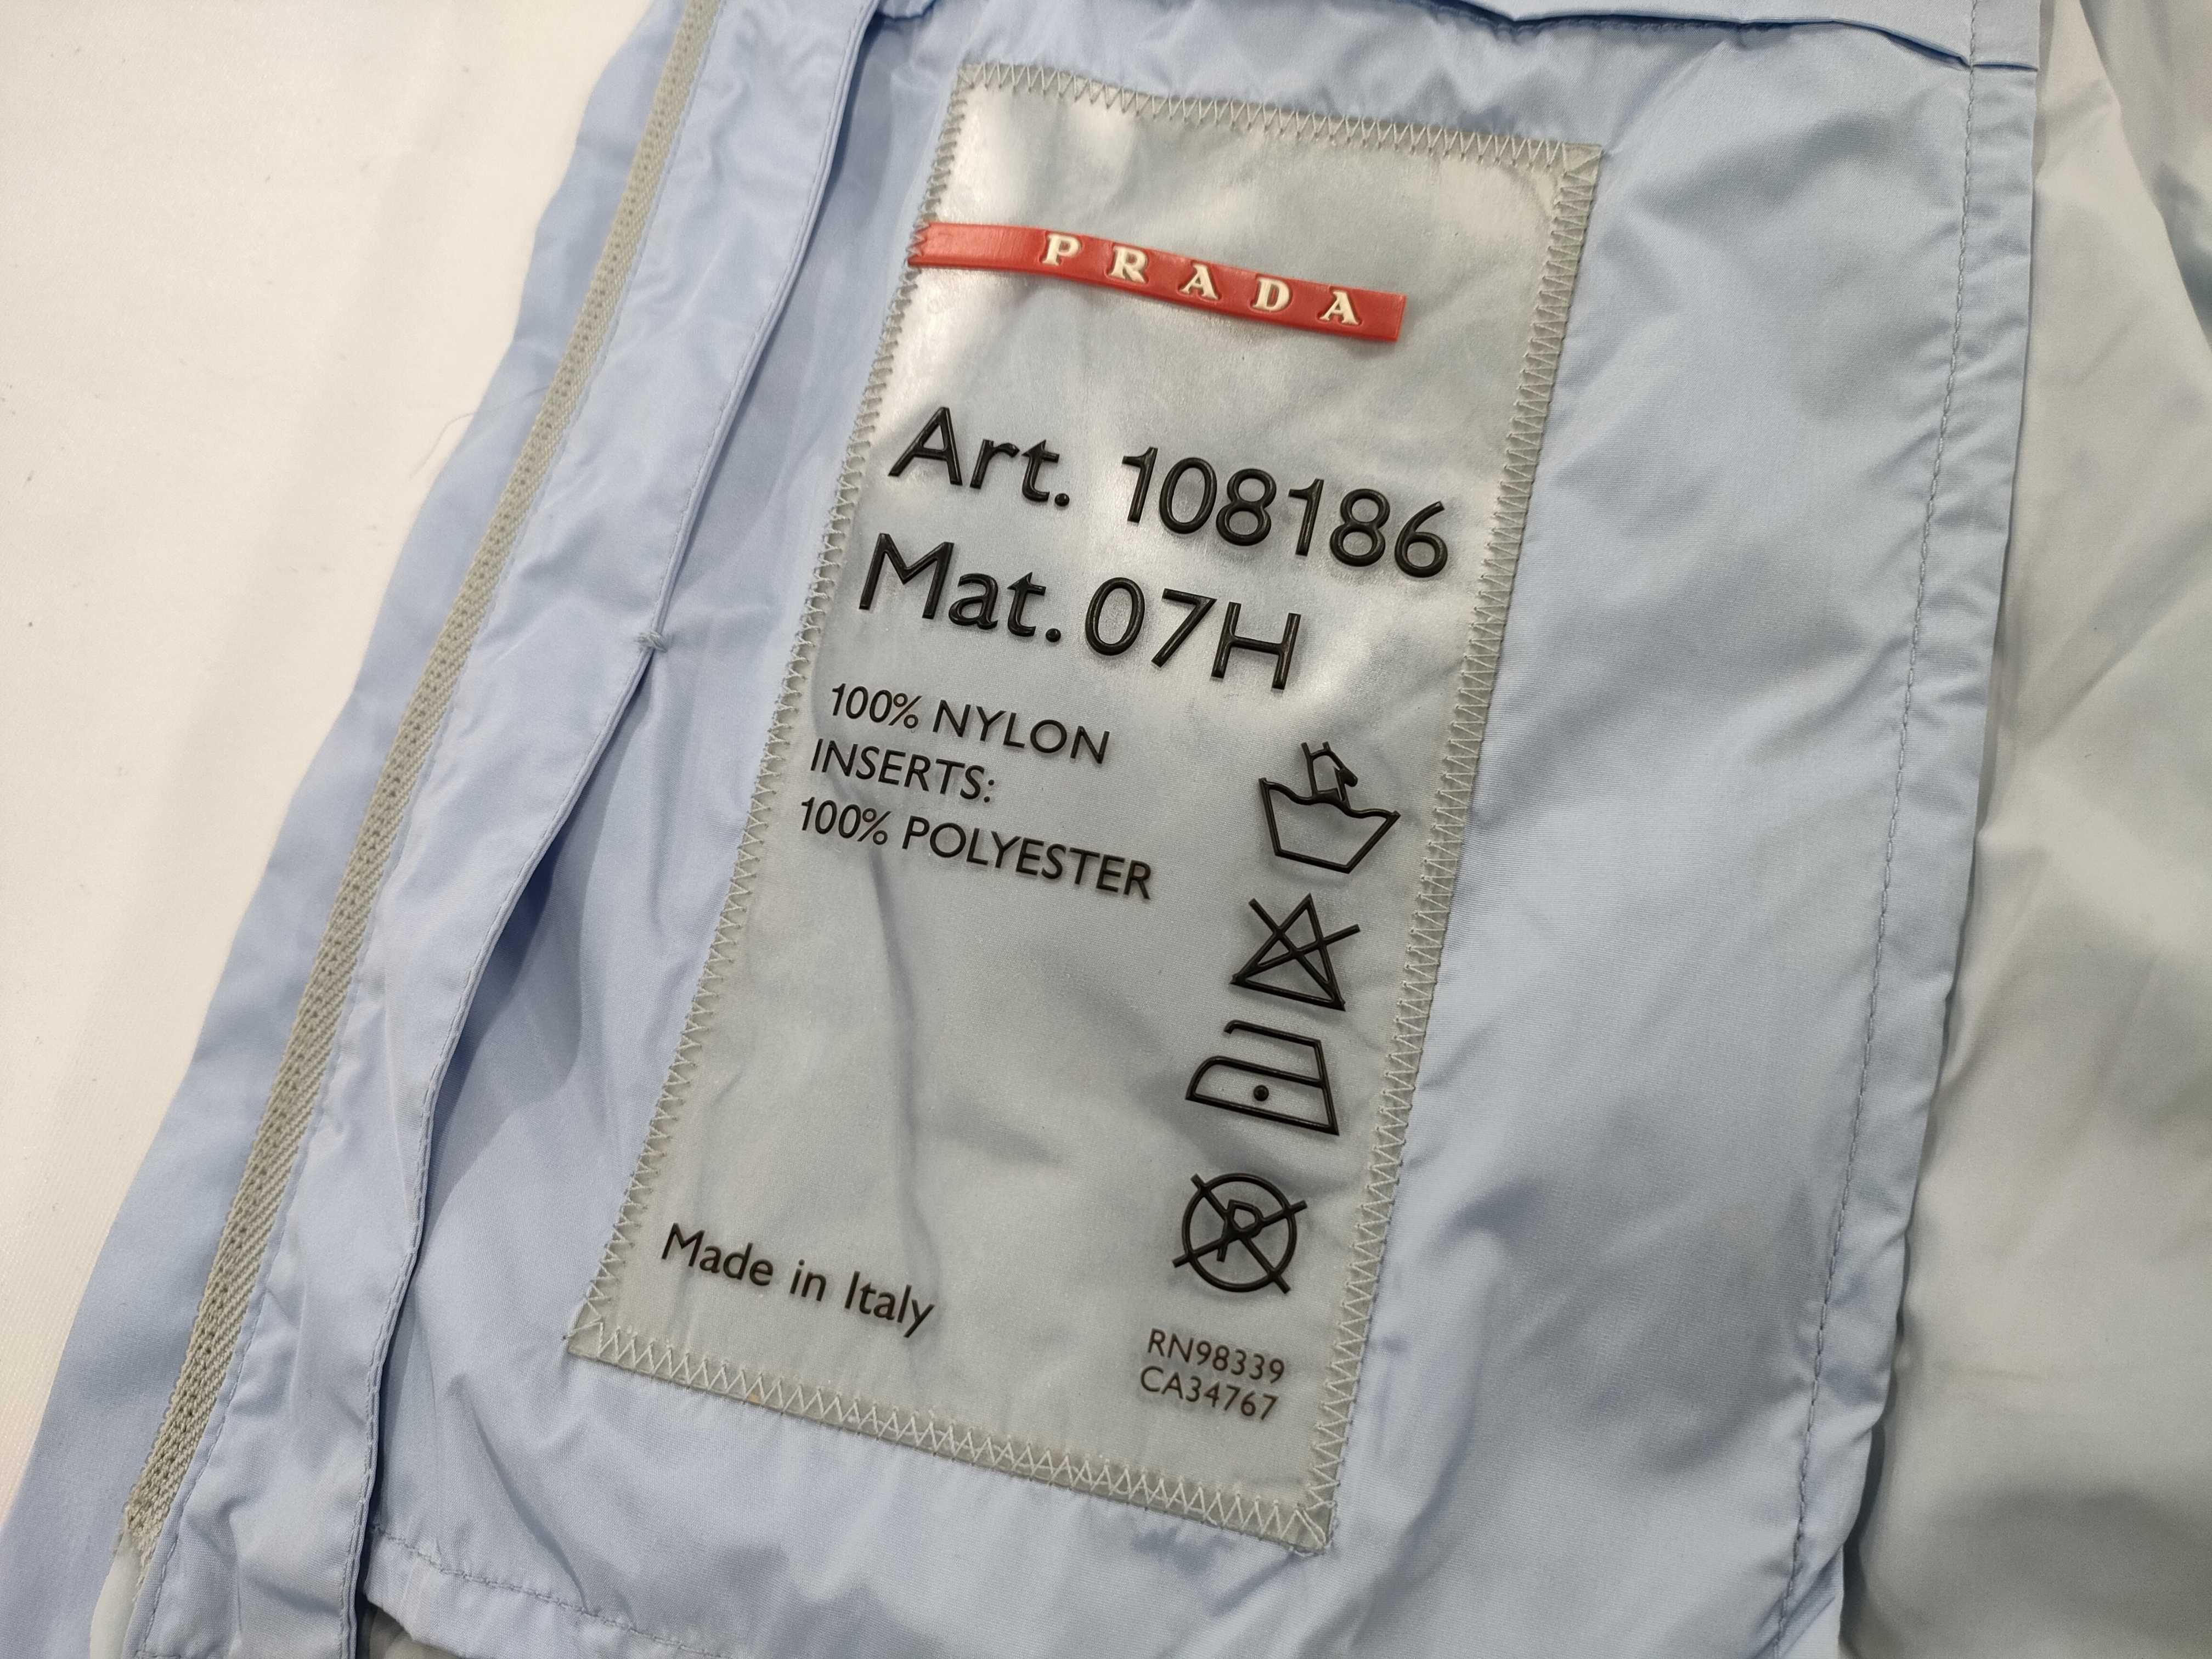 PRADA
Art. 108186
Mat. 07H
100% NYLON
INSERTS:
100% POLYESTER
R
Made in Italy
RN98339
CA34767